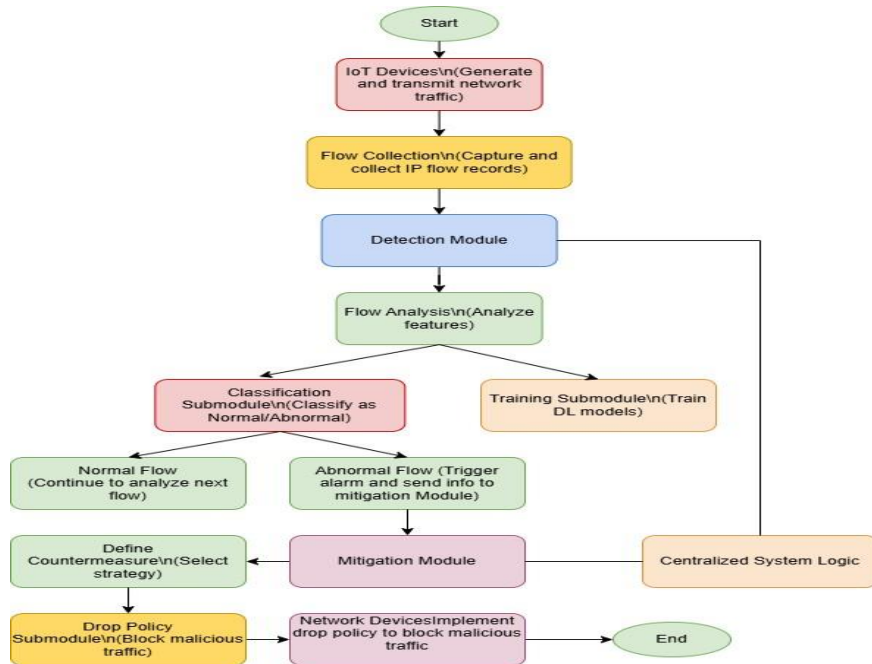 Start
IoT Devices\n(Generate
and transmit network
traffic)
Flow Collection\n(Capture and
collect IP flow records)
Detection Module
Flow Analysis\n(Analyze
features)
Classification
Submodule\n(Classify as
Normal/Abnormal)
Training Submodule\n(Train
DL models)
Normal Flow
(Continue to analyze next
flow)
Abnormal Flow (Trigger
alarm and send info to
mitigation Module)
Define
Countermeasure\n(Select
strategy)
Mitigation Module
Centralized System Logic
Drop Policy
Submodule\n(Block malicious
traffic)
Network DevicesImplement
drop policy to block malicious
traffic
End